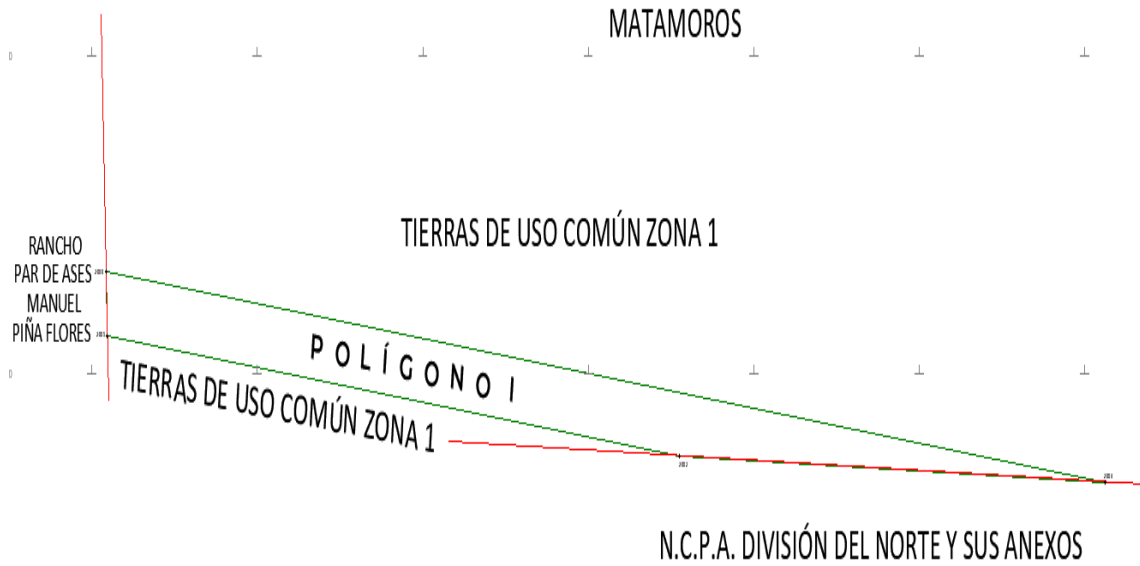 MATAMOROS
TIERRAS DE USO COMÚN ZONA 1
RANCHO
PAR DE ASES
MANUEL
PIÑA FLORES
POLÍGONO I
TIERRAS DE USO COMÚN ZONA 1
N.C.P.A. DIVISIÓN DEL NORTE Y SUS ANEXOS